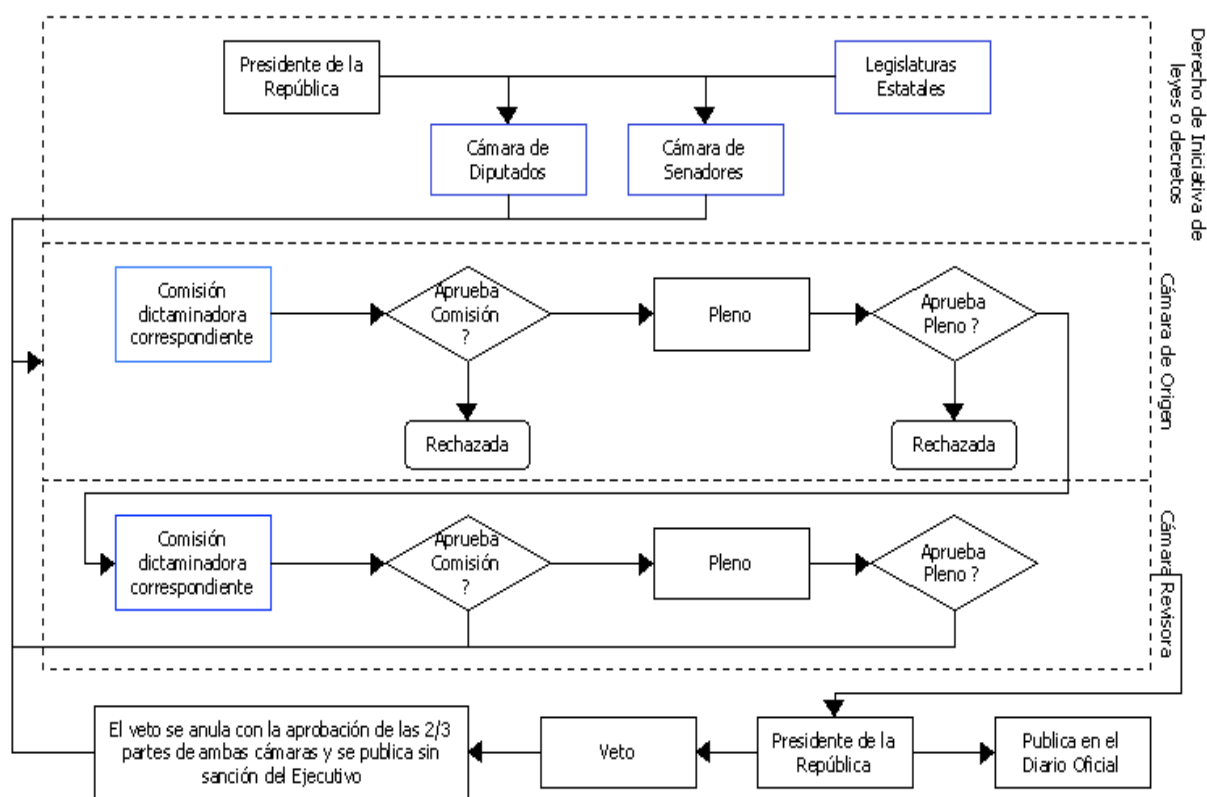 Presidente de la
República
Legislaturas
Estatales
Cámara de
Diputados
Cámara de
Senadores
Derecho de Iniciativa de
leyes o decretos
Comisión
dictaminadora
correspondiente
Aprueba
Comisión
?
Pleno
Aprueba
Pleno ?
Rechazada
Rechazada
Cámara de Origen
Comisión
dictaminadora
correspondiente
Aprueba
Comisión
?
Pleno
Aprueba
Pleno ?
Cámara Revisora
El veto se anula con la aprobación de las 2/3
partes de ambas cámaras y se publica sin
sanción del Ejecutivo
Veto
Presidente de la
República
Publica en el
Diario Oficial